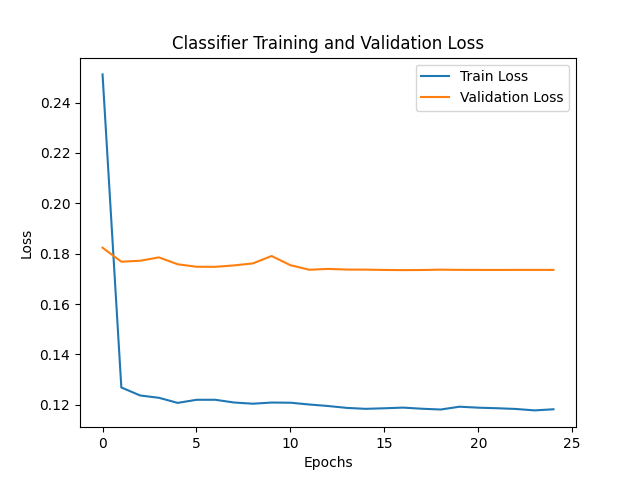 Classifier Training and Validation Loss
Train Loss
Validation Loss
0.24
0.22
0.20
0.18
0.16
0.14
0.12
Loss
0 5 10 15 20 25
Epochs